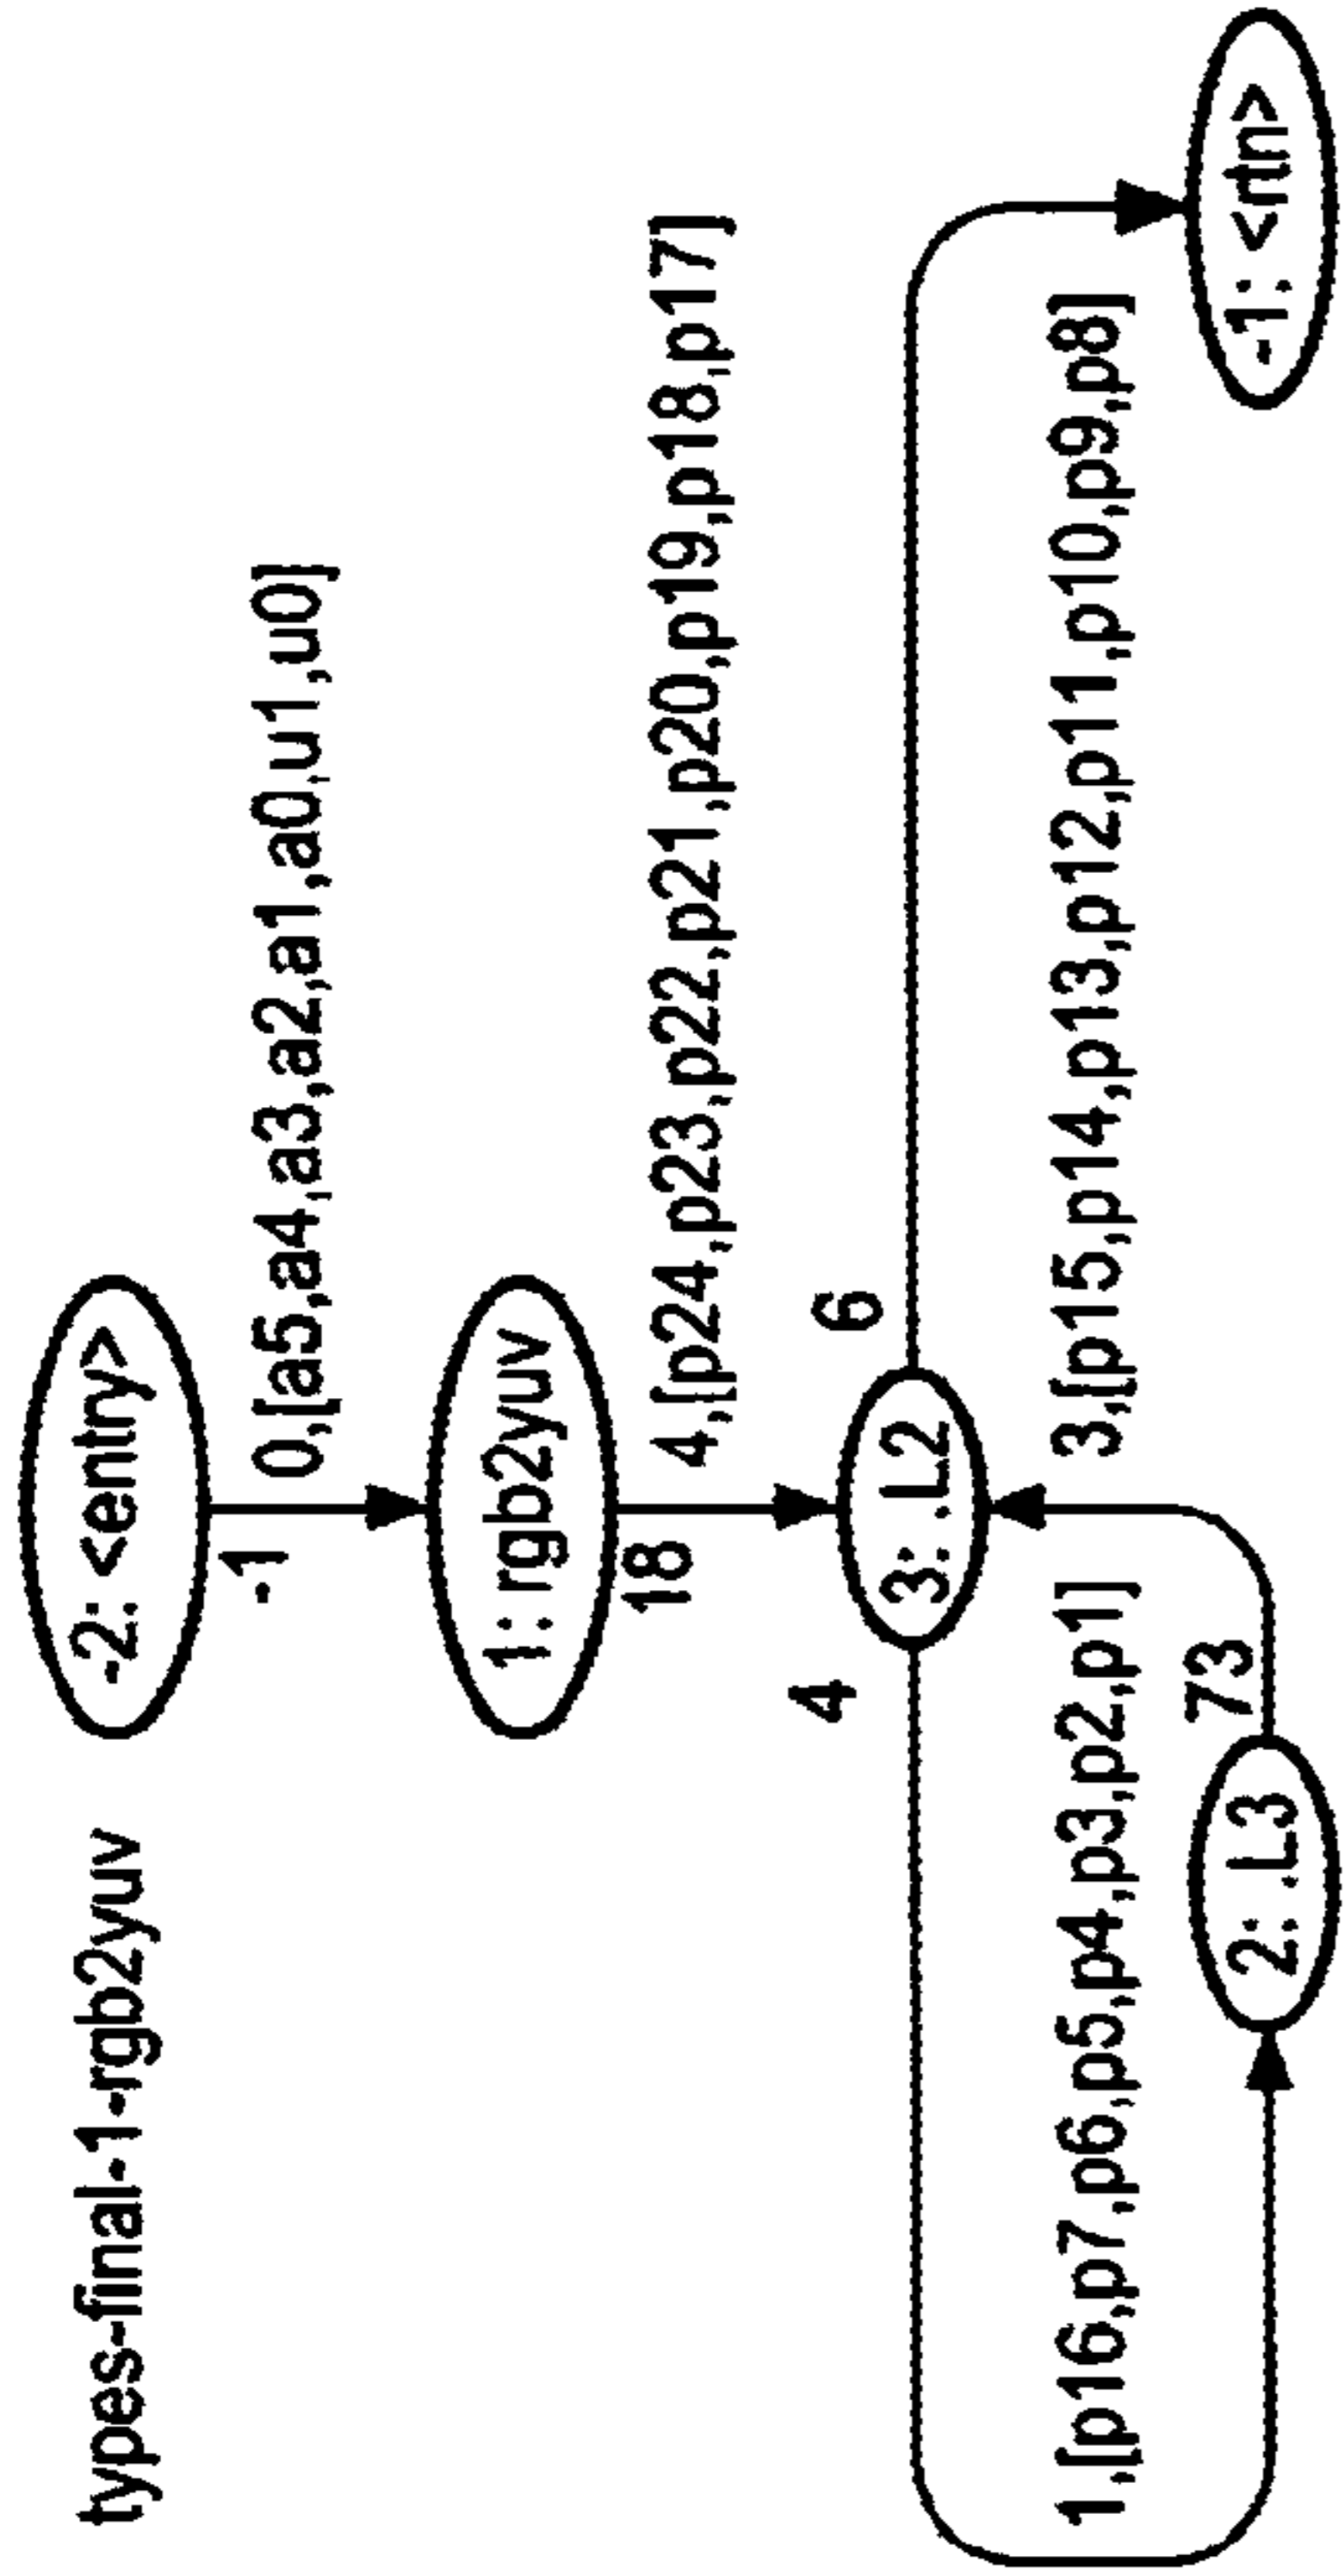 types-final-1-rgb2yuv
-2: <entry>
-1
0,[a5,a4,a3,a2,a1,a0,u1,u0]
1: rgb2yuv
18
4,[p24,p23,p22,p21,p20,p19,p18,p17]
4
3: .L2
6
1,[p16,p7,p6,p5,p4,p3,p2,p1]
3,[p15,p14,p13,p12,p11,p10,p9,p8]
73
2: .L3
-1: <rtn>